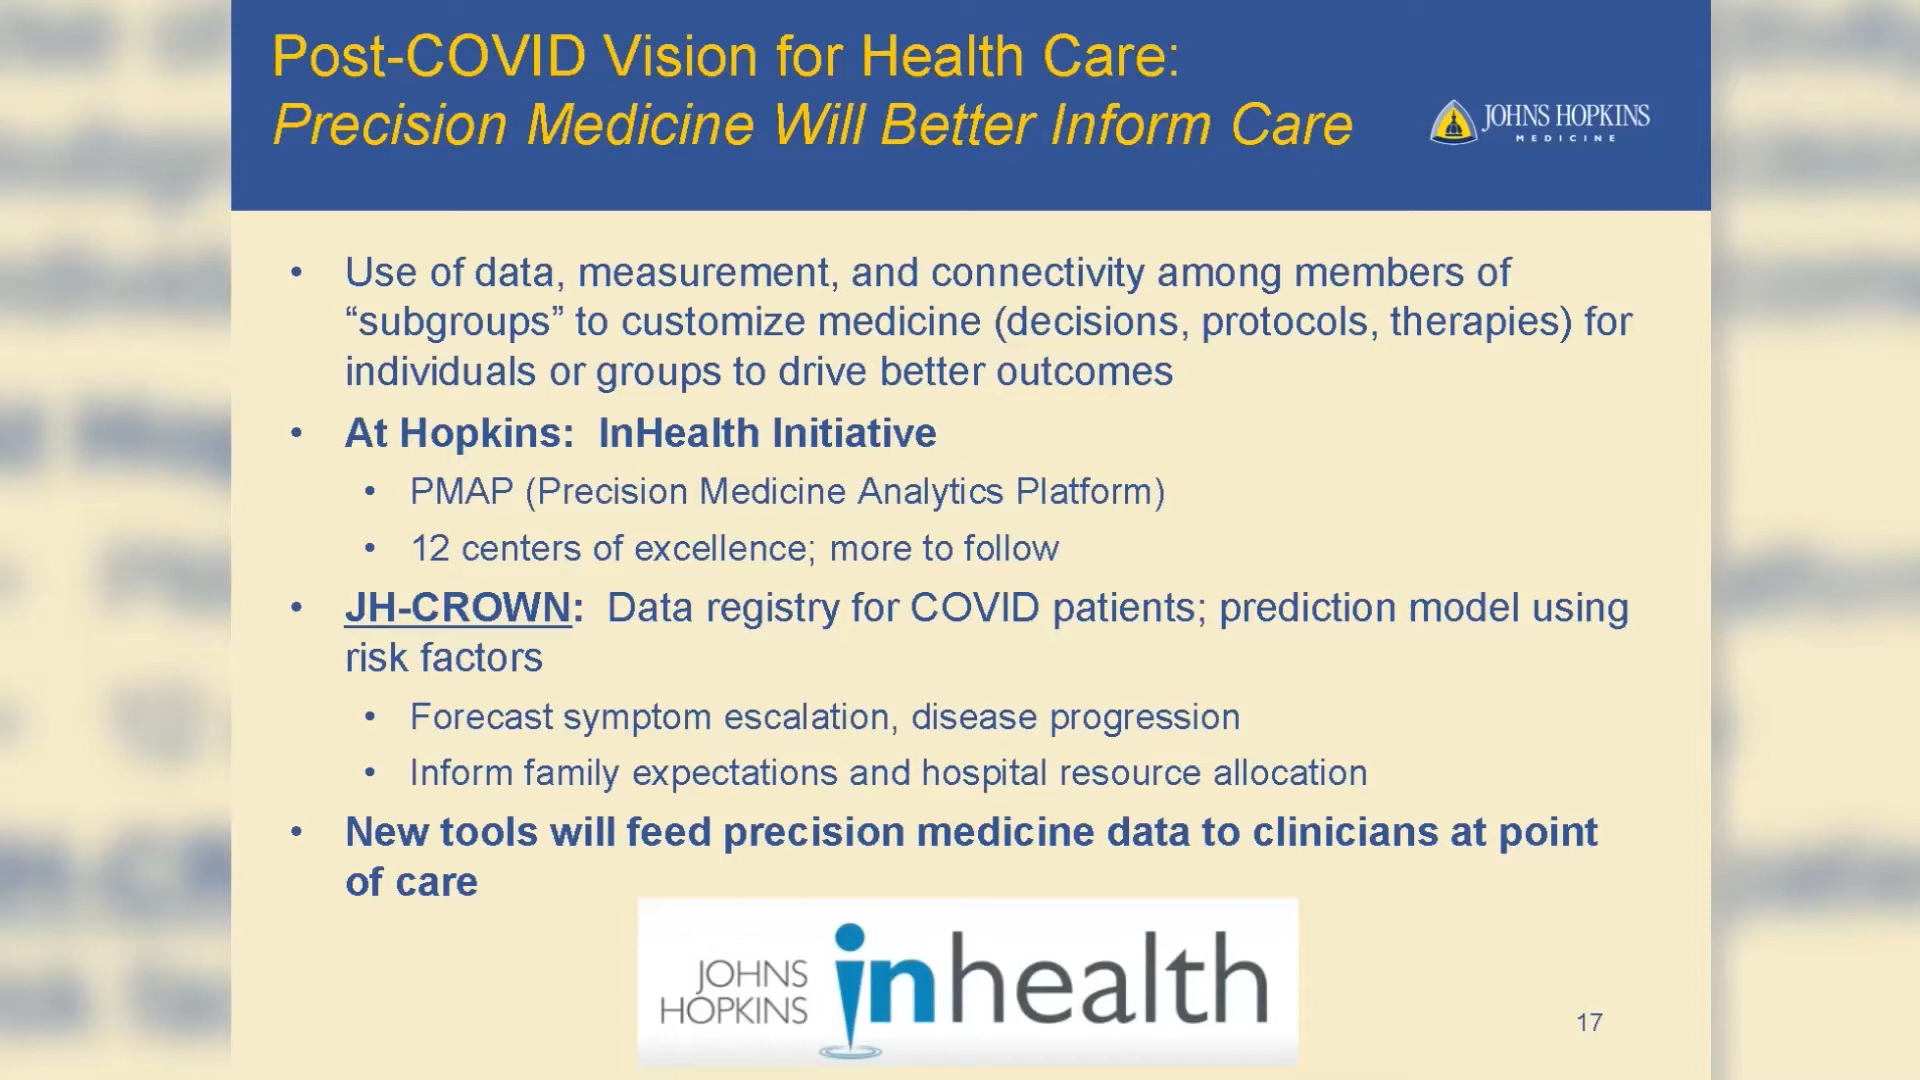 Post-COVID Vision for Health Care:
Precision Medicine Will Better Inform Care
JOHNS HOPKINS
MEDICINE
• Use of data, measurement, and connectivity among members of
“subgroups” to customize medicine (decisions, protocols, therapies) for
individuals or groups to drive better outcomes
• At Hopkins: InHealth Initiative
• PMAP (Precision Medicine Analytics Platform)
• 12 centers of excellence; more to follow
• JH-CROWN: Data registry for COVID patients; prediction model using
risk factors
• Forecast symptom escalation, disease progression
• Inform family expectations and hospital resource allocation
• New tools will feed precision medicine data to clinicians at point
of care
JOHNS
HOPKINS
inhealth
17